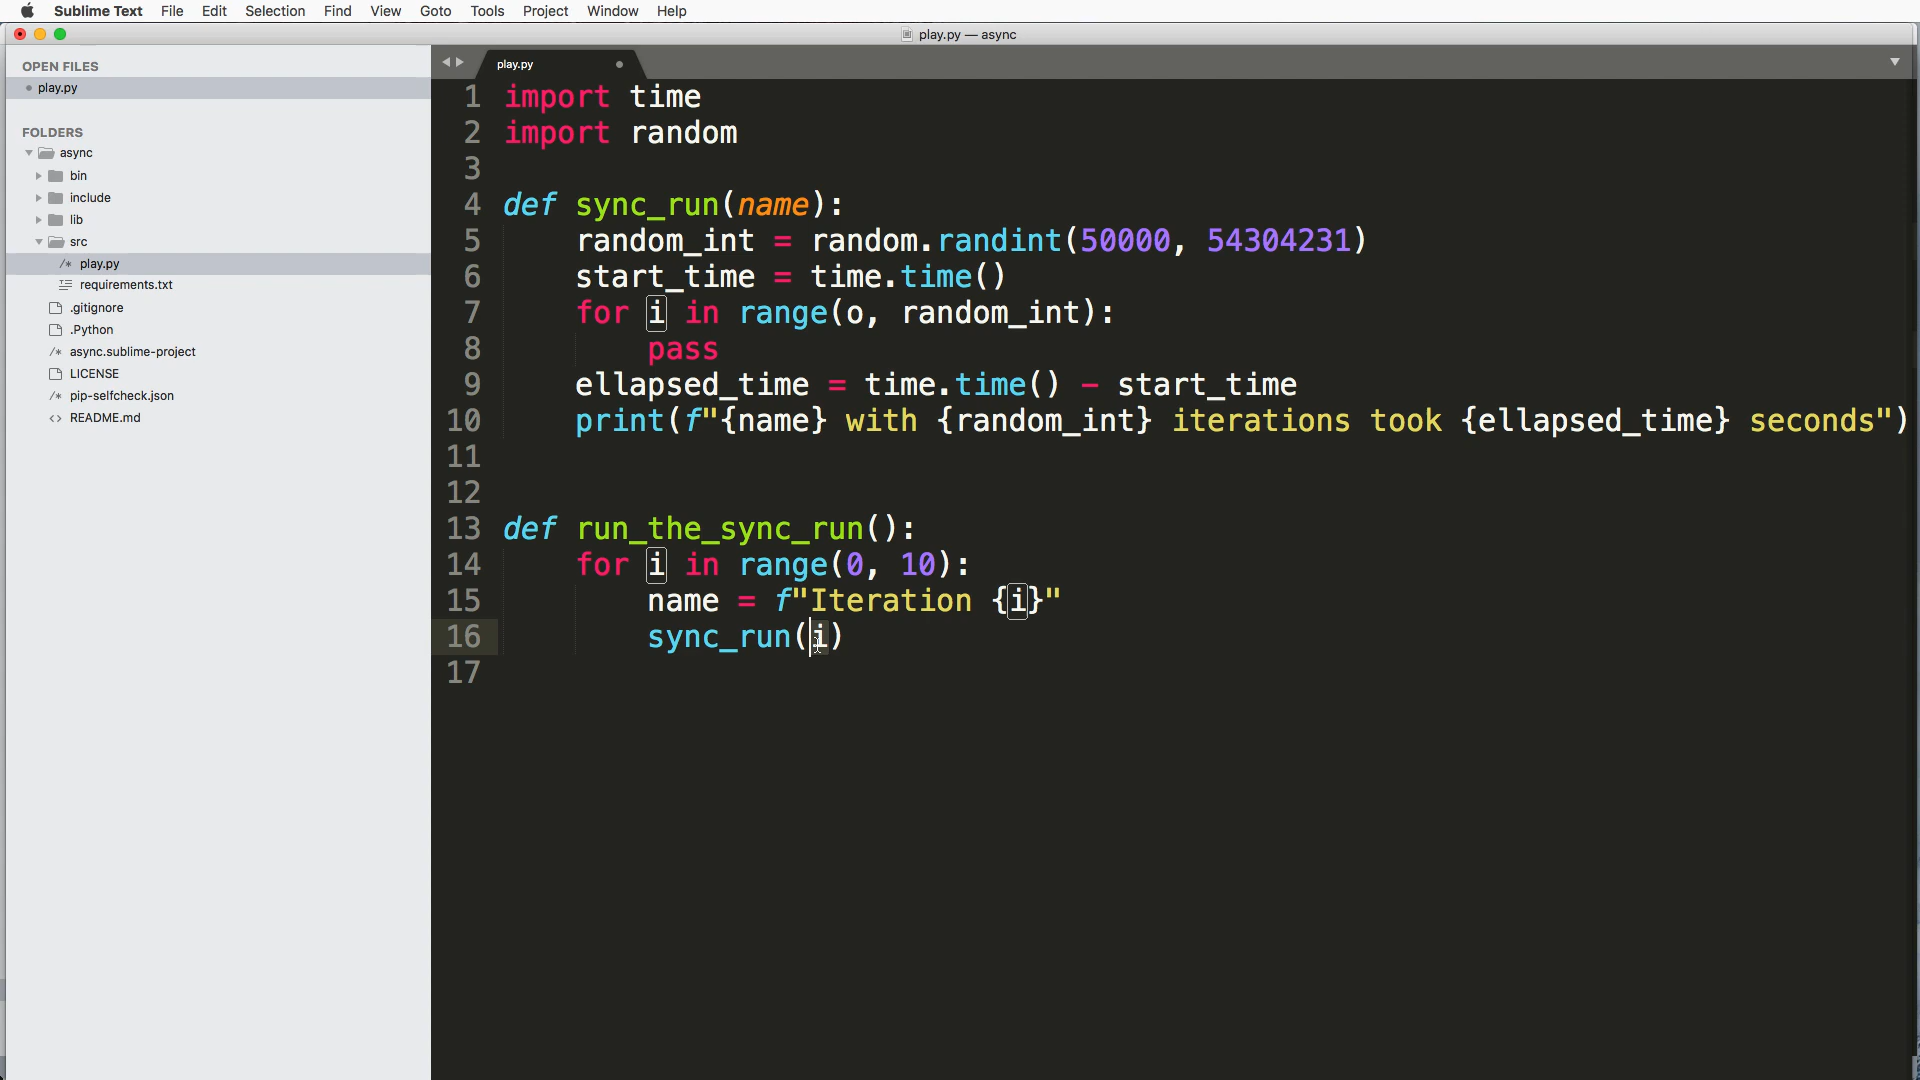 Sublime Text File Edit Selection Find View Goto Tools Project Window Help
play.py — async
OPEN FILES
play.py
FOLDERS
async
bin
include
lib
src
/* play.py
requirements.txt
.gitignore
.Python
/* async.sublime-project
LICENSE
/* pip-selfcheck.json
<> README.md
play.py
1 import time
2 import random
3
4 def sync_run(name):
5     random_int = random.randint(50000, 54304231)
6     start_time = time.time()
7     for i in range(o, random_int):
8         pass
9     ellapsed_time = time.time() - start_time
10     print(f"{name} with {random_int} iterations took {ellapsed_time} seconds")
11
12
13 def run_the_sync_run():
14     for i in range(0, 10):
15         name = f"Iteration {i}"
16         sync_run(i)
17